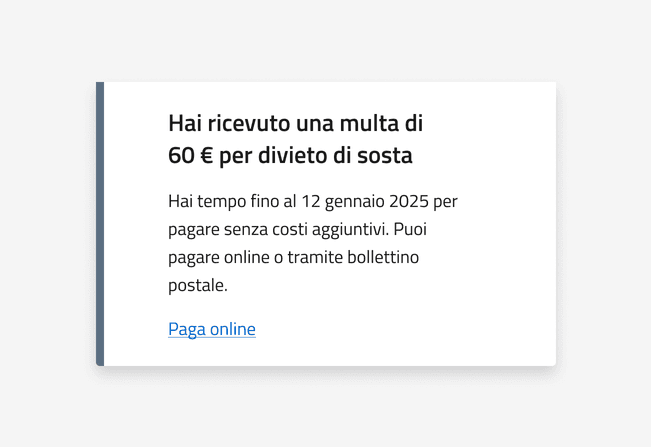 Hai ricevuto una multa di
60 € per divieto di sosta
Hai tempo fino al 12 gennaio 2025 per
pagare senza costi aggiuntivi. Puoi
pagare online o tramite bollettino
postale.
Paga online